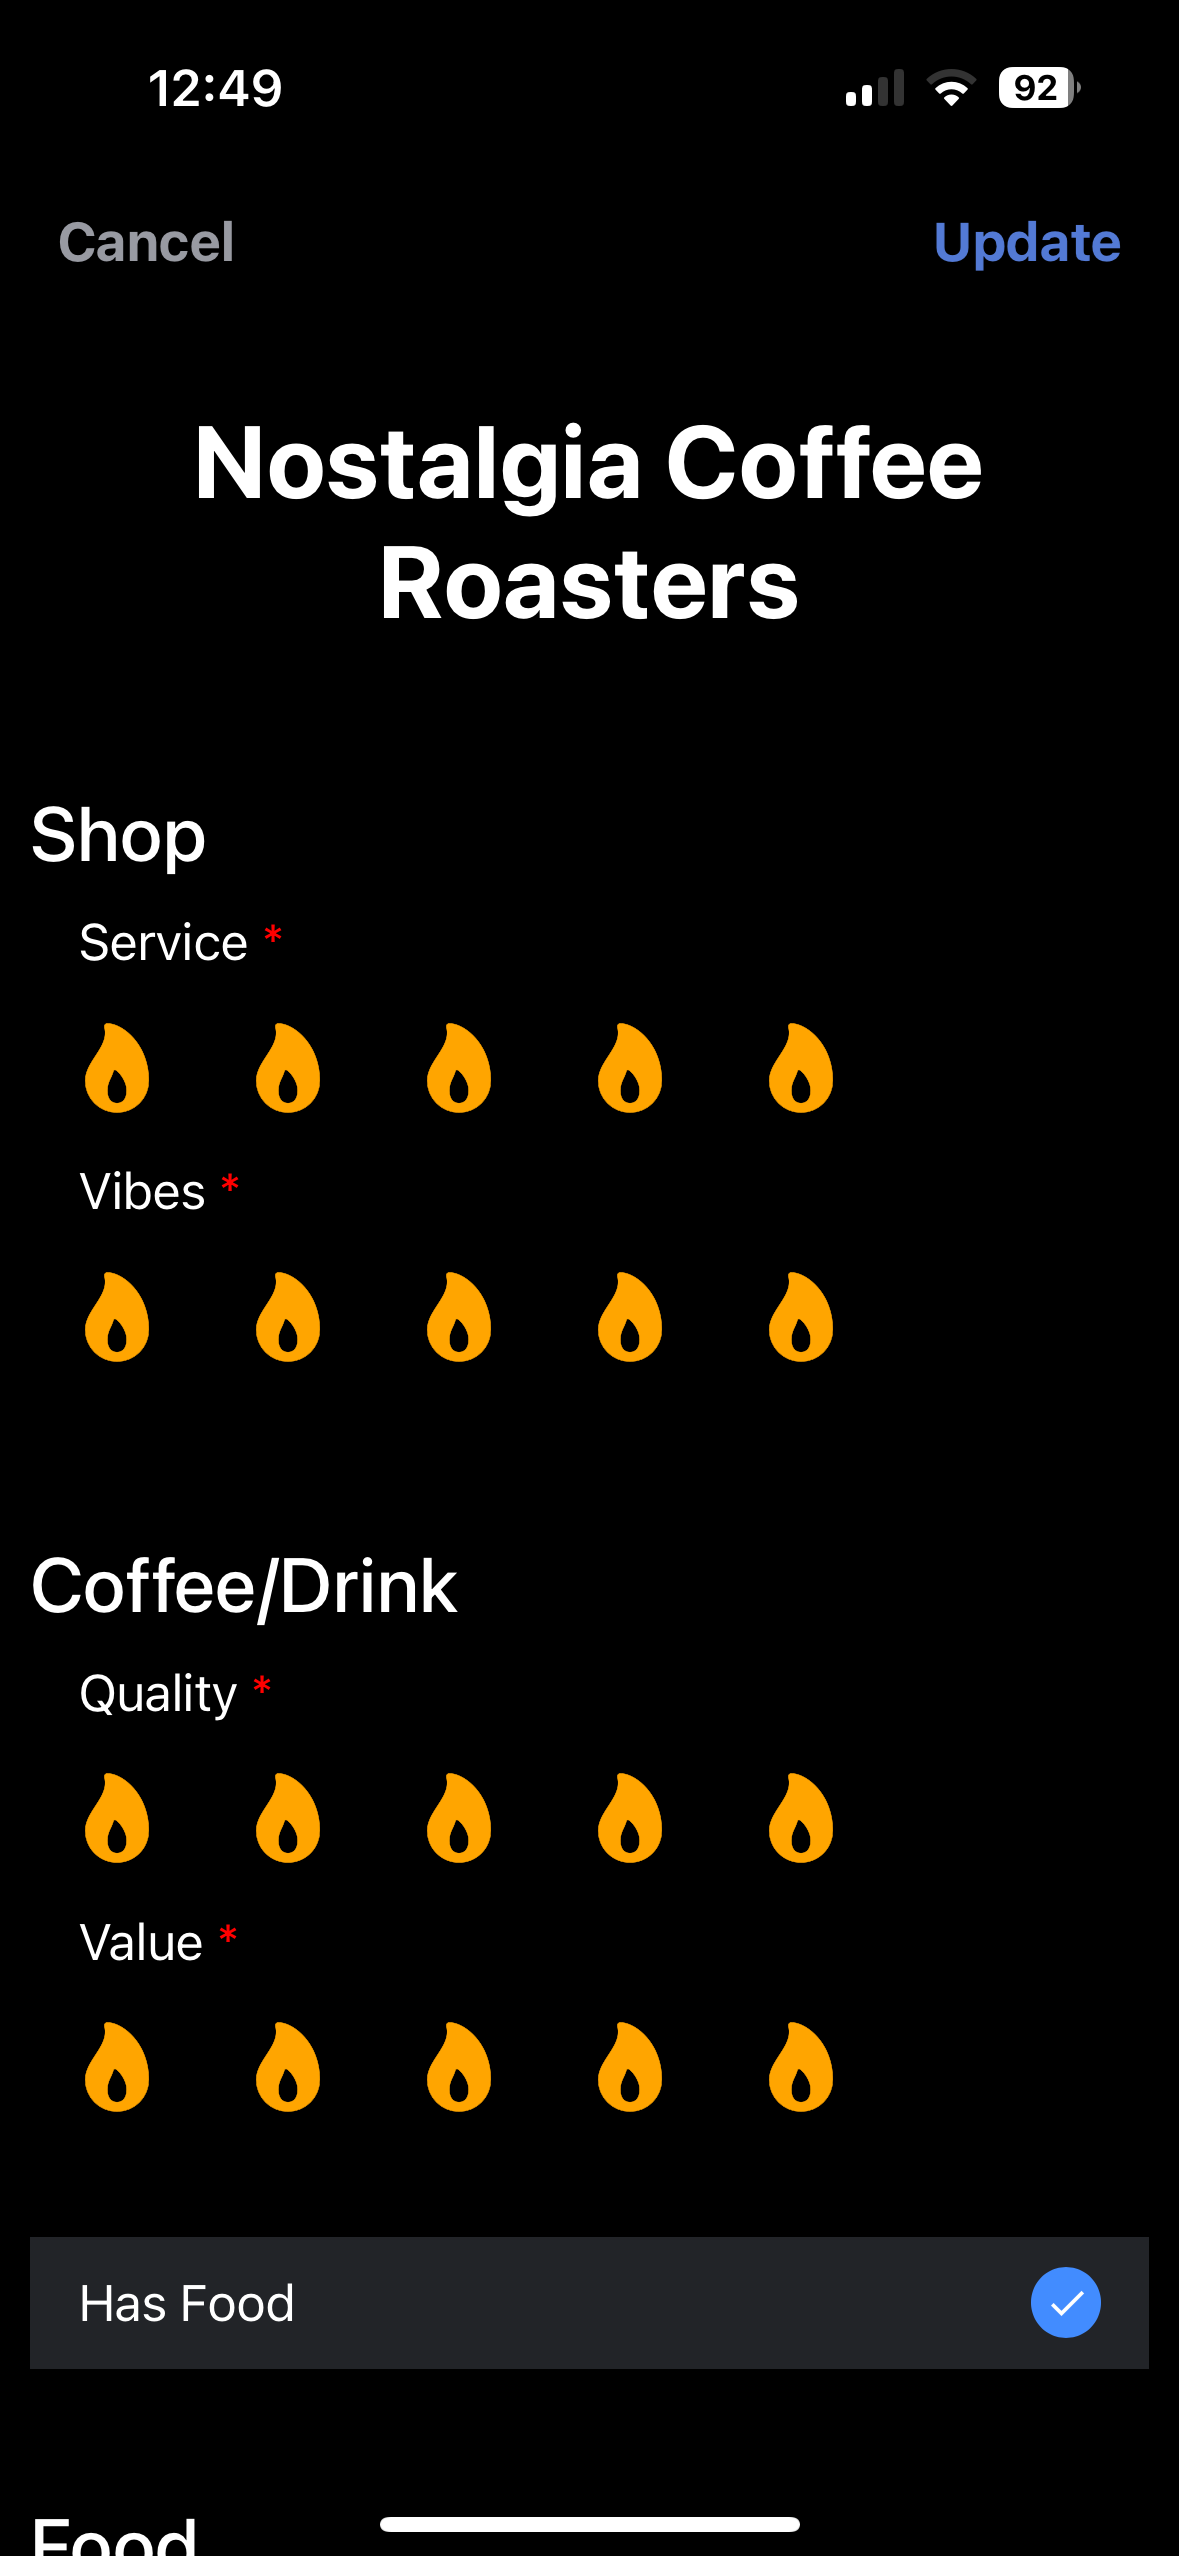 12:49
92
Cancel
Update
Nostalgia Coffee
Roasters
Shop
Service *
Vibes *
Coffee/Drink
Quality *
Value *
Has Food
Food